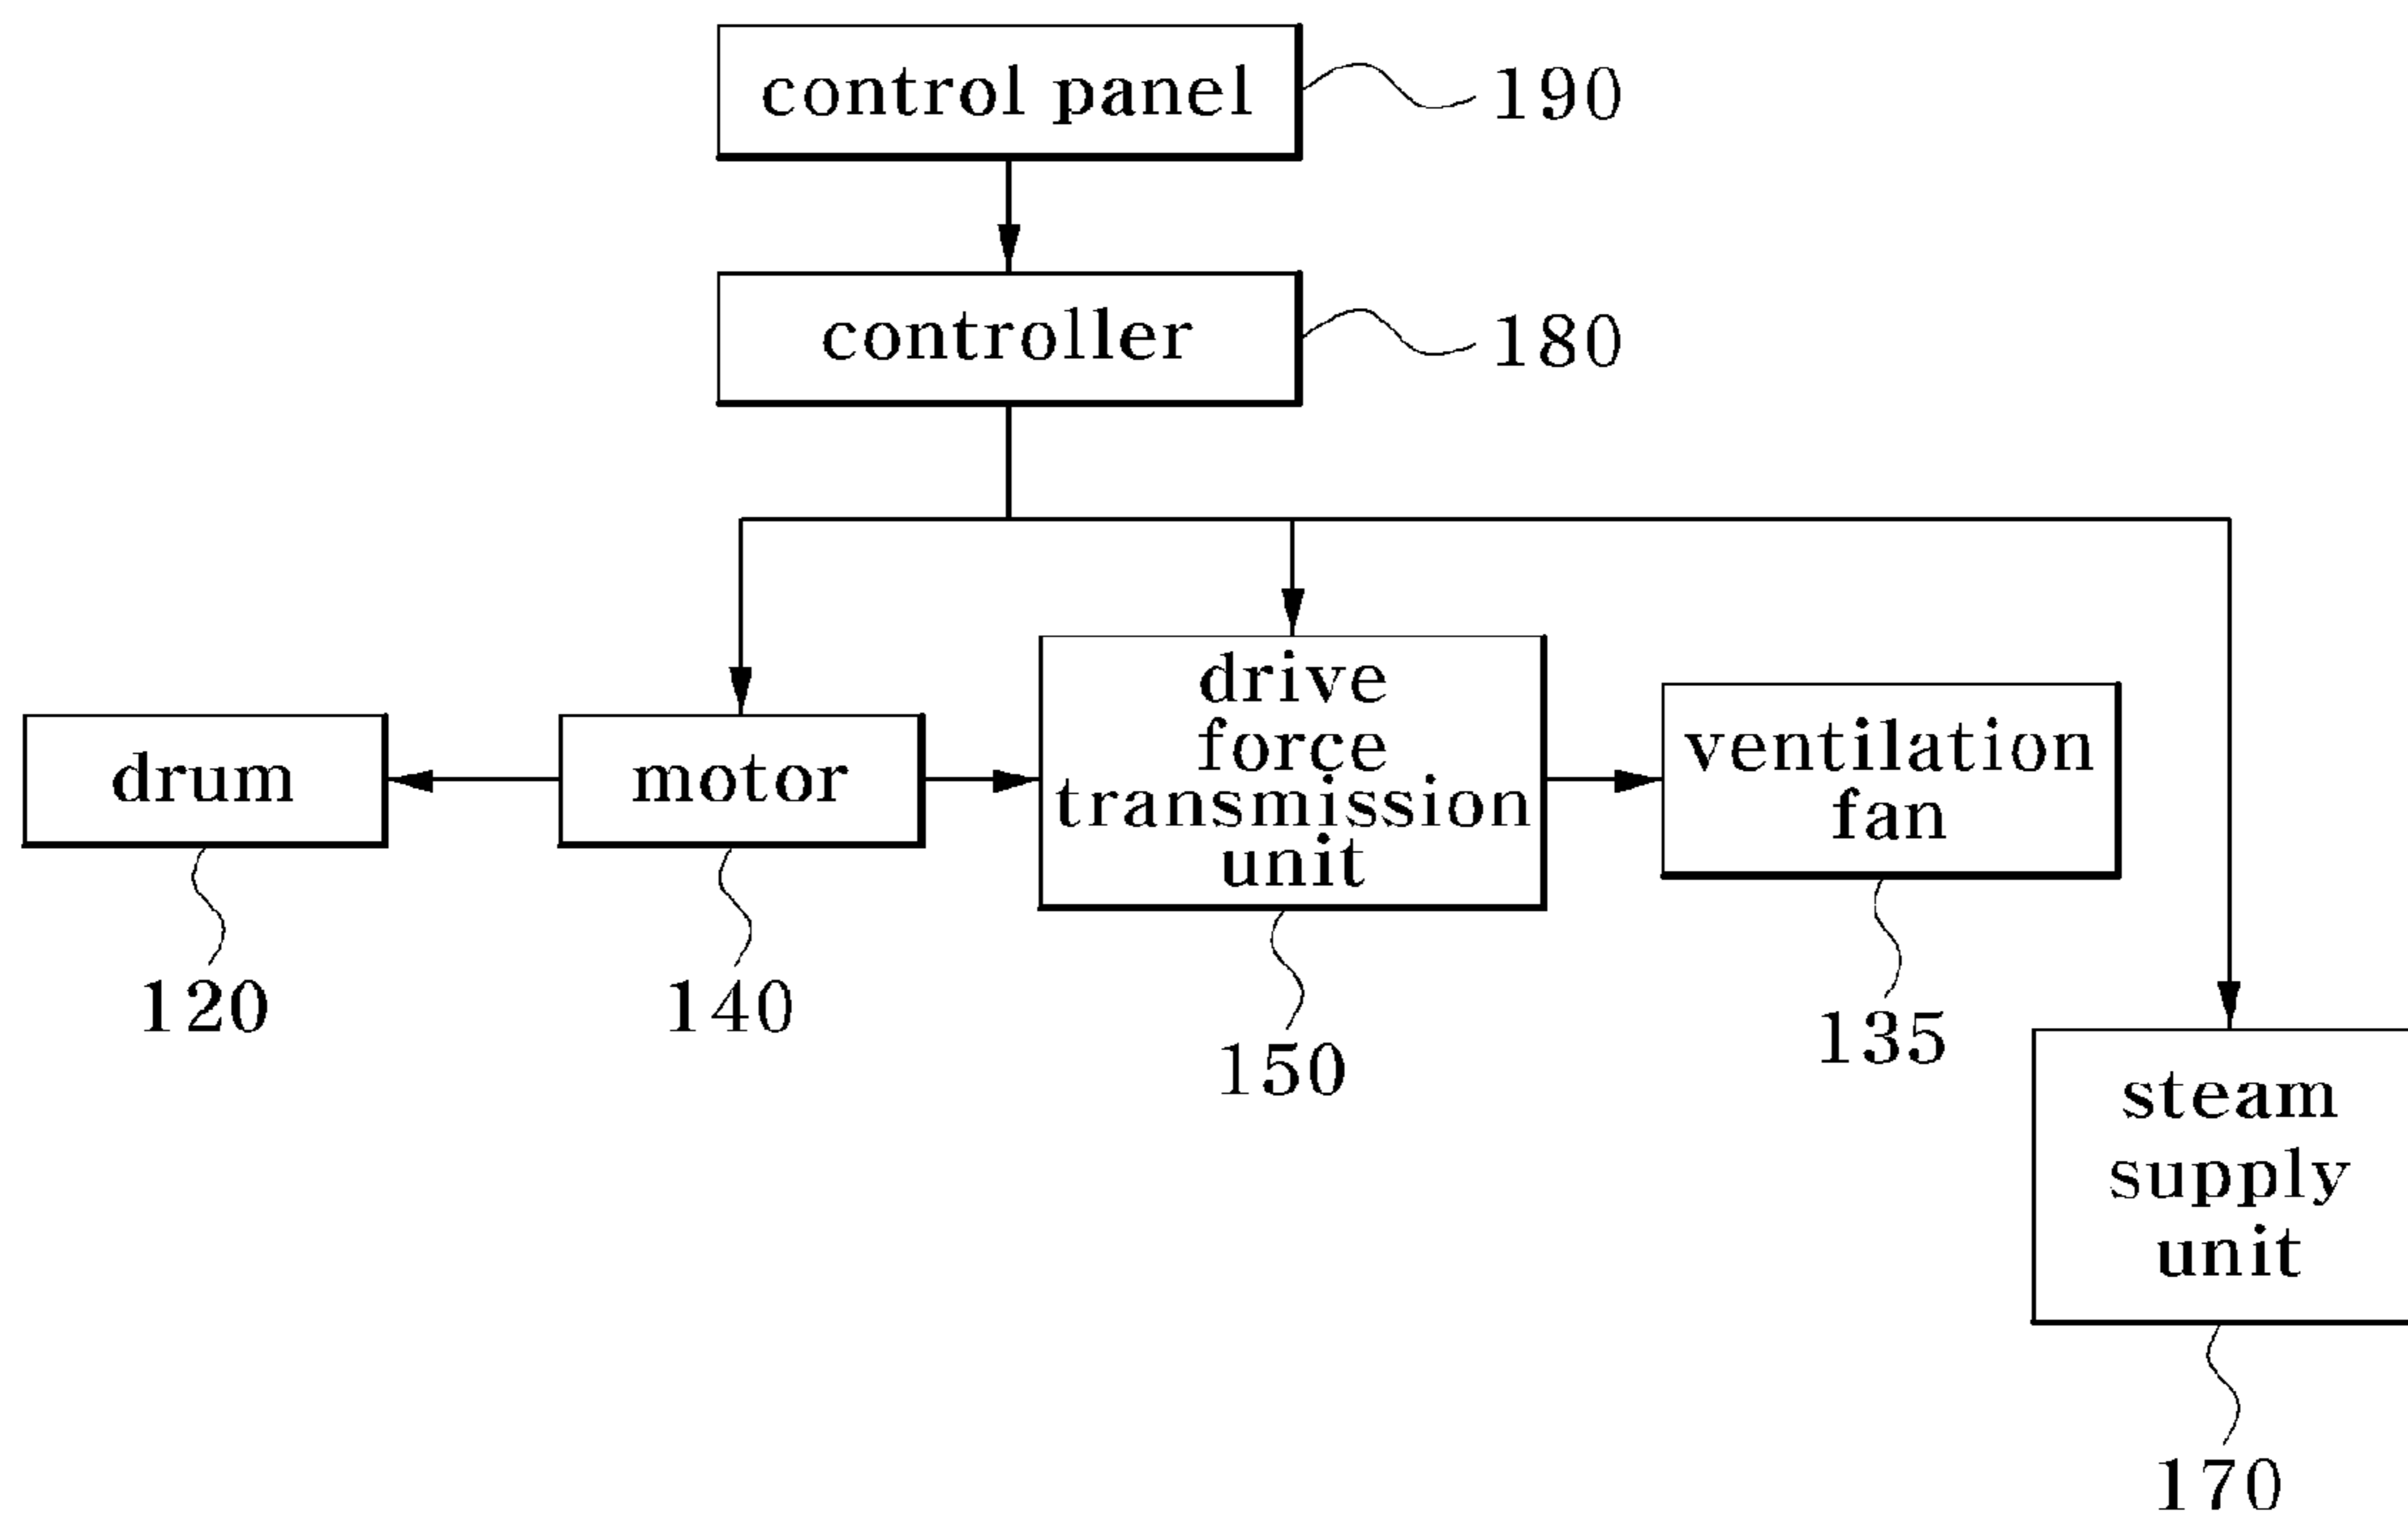 control panel
190
controller
180
drum
120
motor
140
drive
force
transmission
unit
150
ventilation
fan
135
steam
supply
unit
170